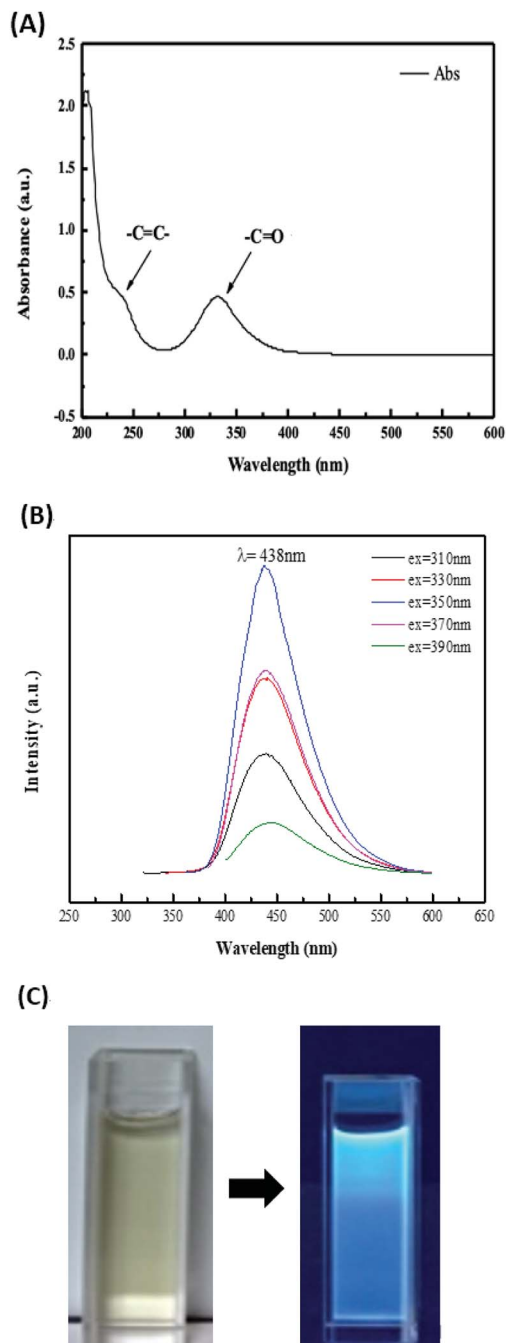 (A)
2.5
2.0
1.5
1.0
0.5
0.0
-0.5
Absorbance (a.u.)
Abs
-C=C-
-C=O
200 250 300 350 400 450 500 550 600
Wavelength (nm)
(B)
λ= 438nm
ex=310nm
ex=330nm
ex=350nm
ex=370nm
ex=390nm
Intensity (a.u.)
250 300 350 400 450 500 550 600 650
Wavelength (nm)
(C)